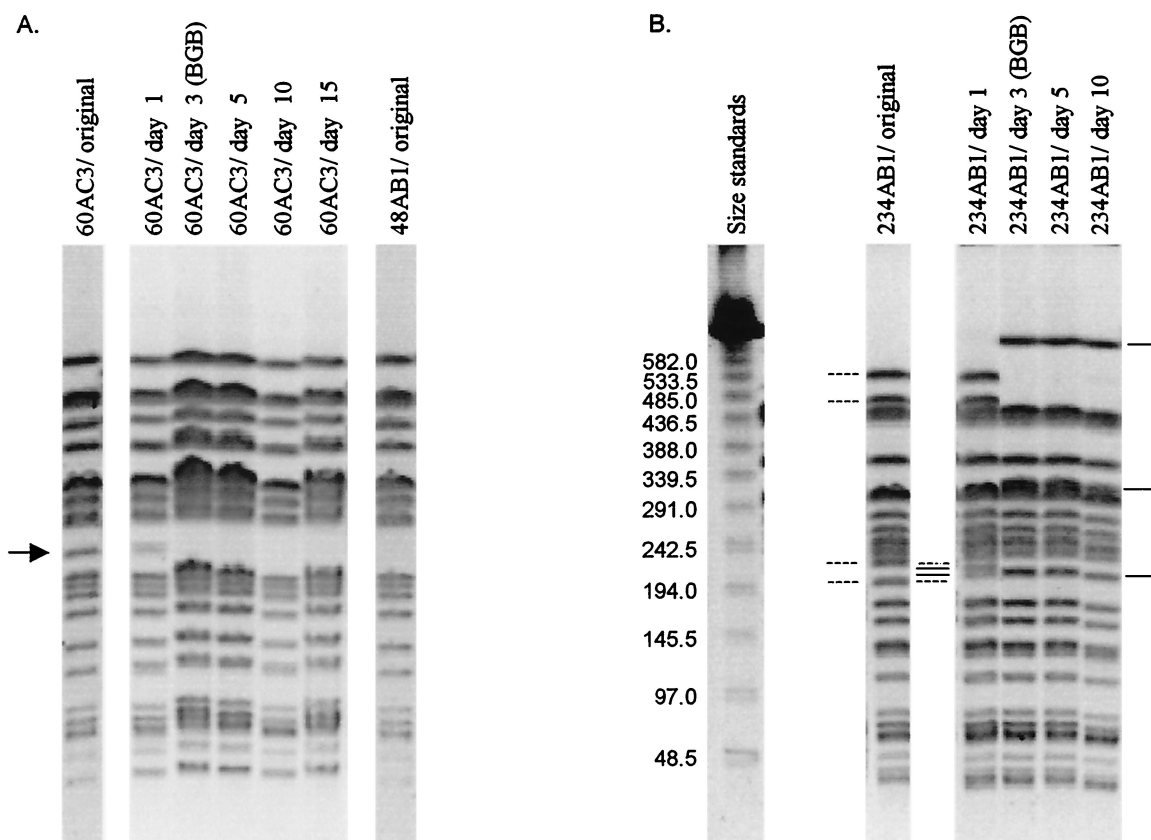 A.
60AC3/ original
60AC3/ day 1
60AC3/ day 3 (BGB)
60AC3/ day 5
60AC3/ day 10
60AC3/ day 15
48AB1/ original
B.
Size standards
234AB1/ original
234AB1/ day 1
234AB1/ day 3 (BGB)
234AB1/ day 5
234AB1/ day 10
582.0
533.5
485.0
436.5
388.0
339.5
291.0
242.5
194.0
145.5
97.0
48.5